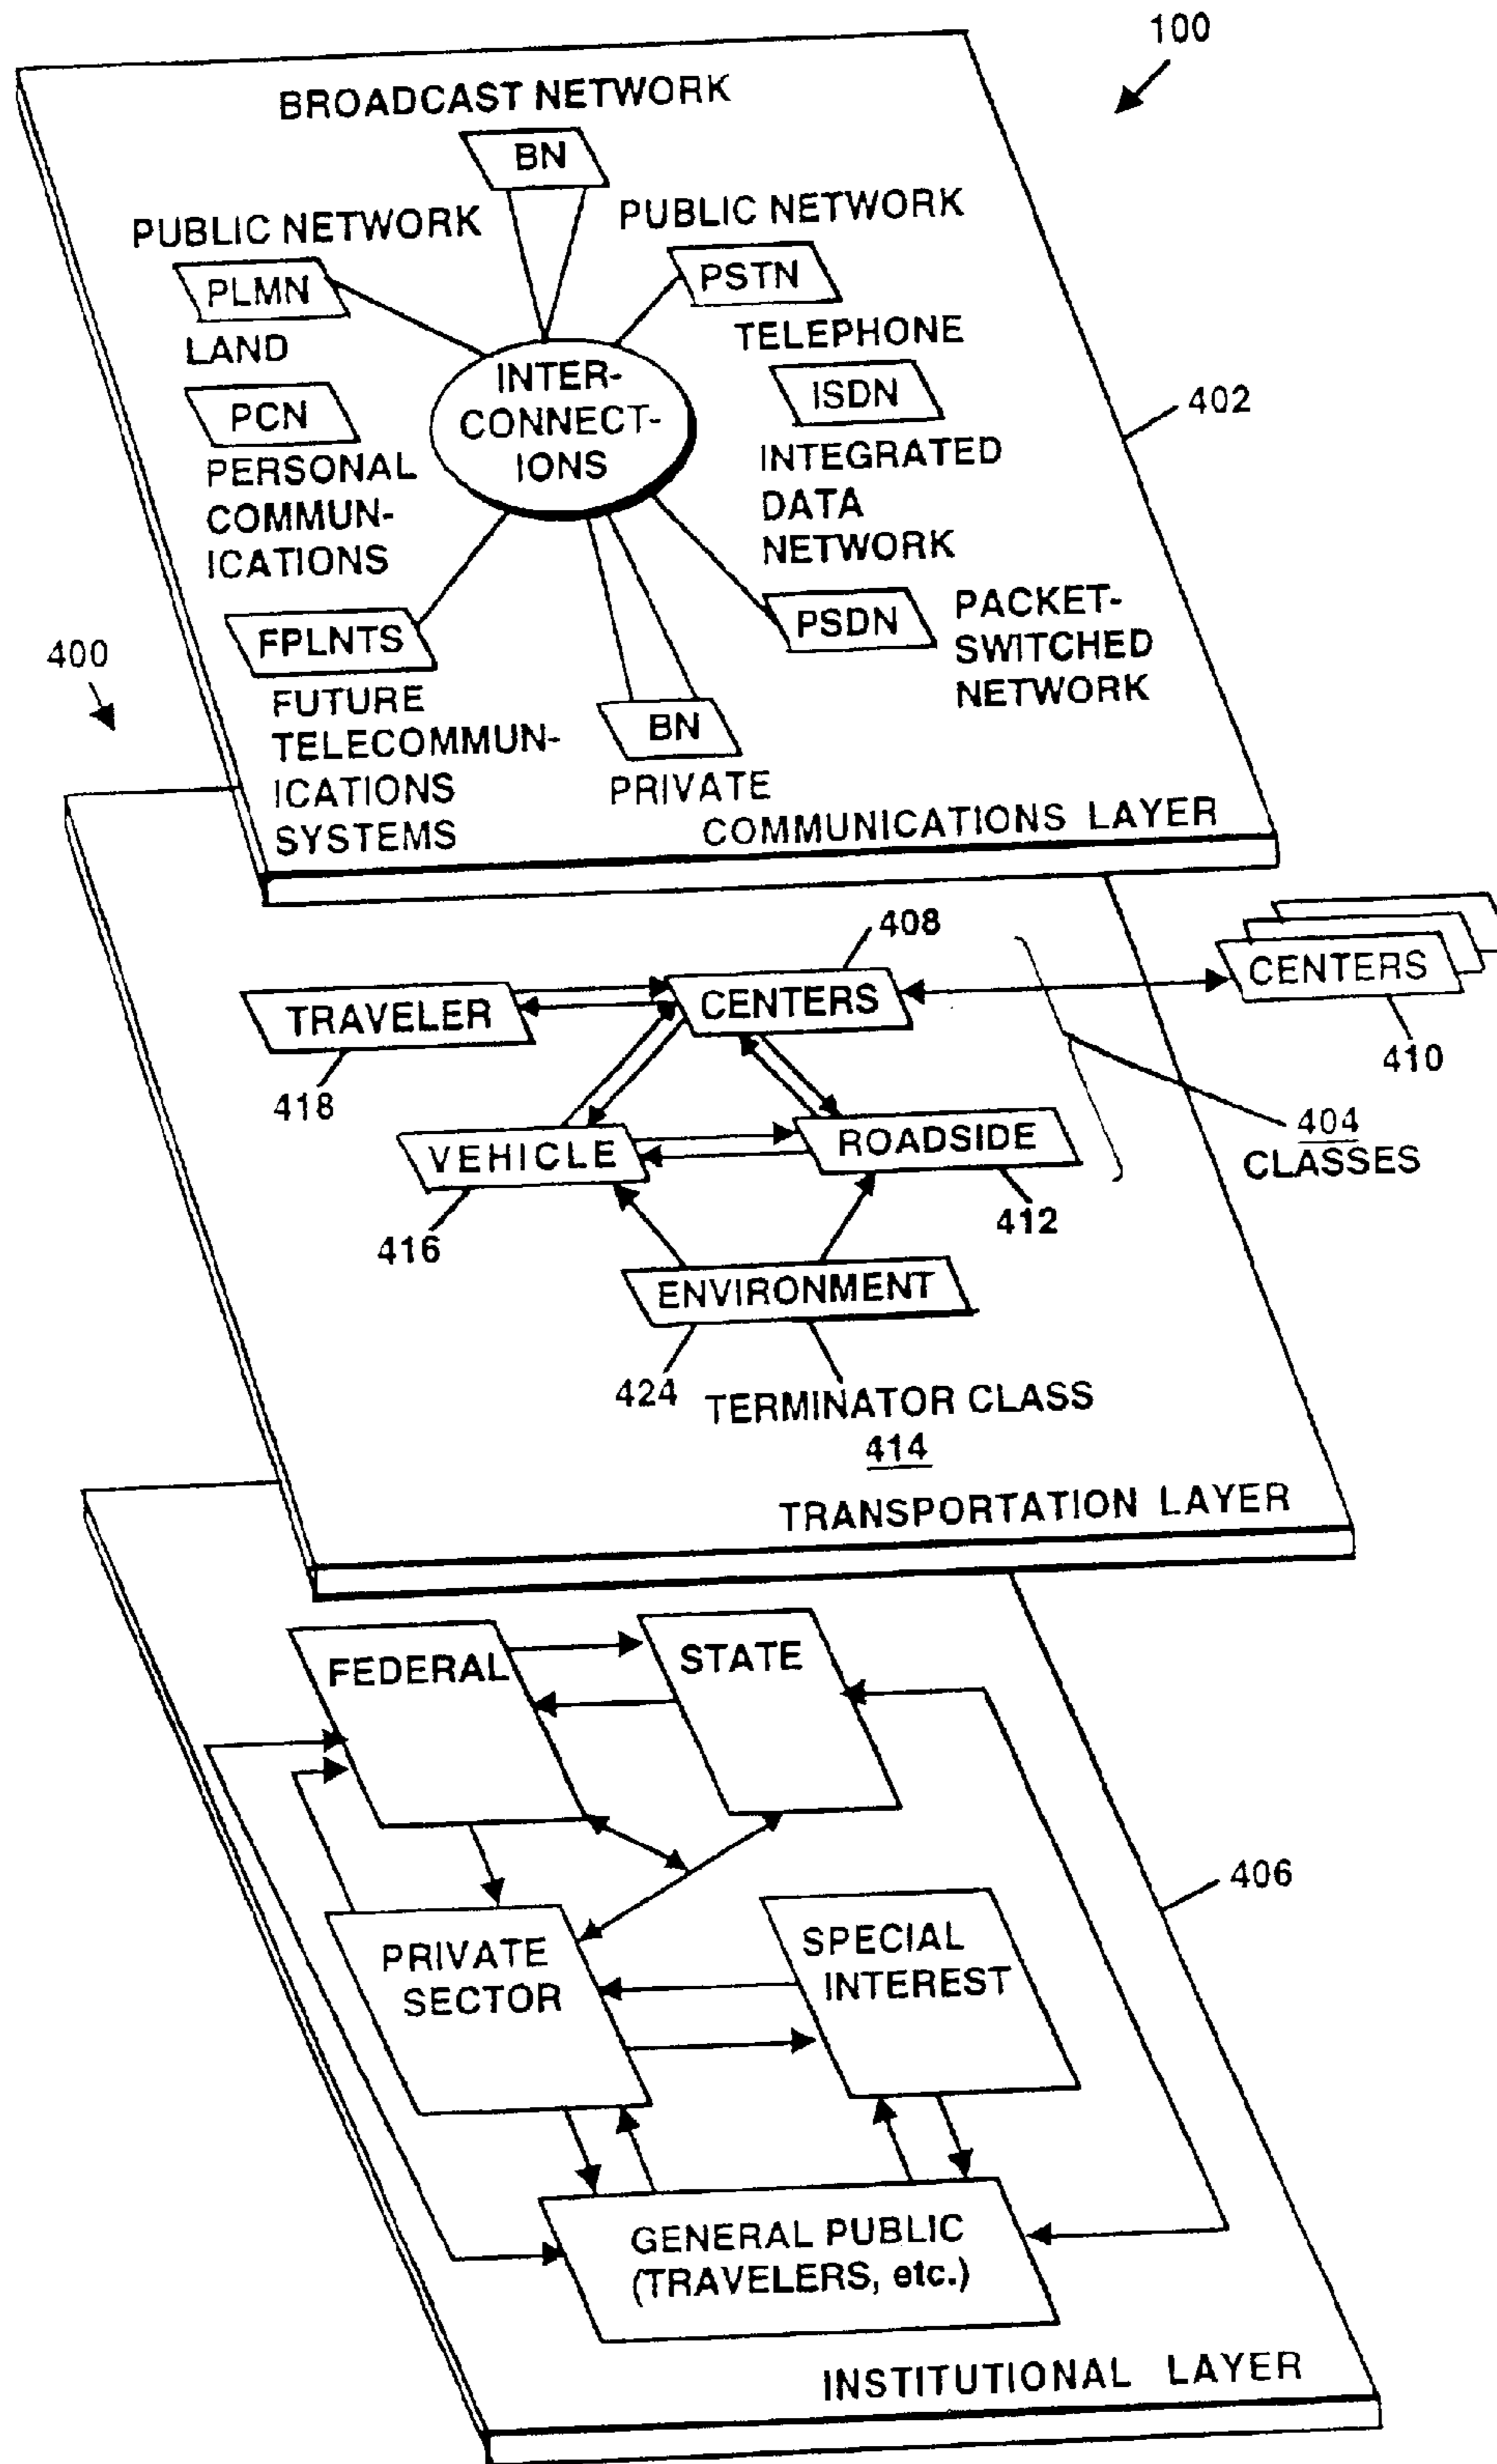 100
BROADCAST NETWORK
BN
PUBLIC NETWORK
PUBLIC NETWORK
PLMN
PSTN
LAND
TELEPHONE
INTER-
CONNECT-
IONS
PCN
ISDN
402
PERSONAL
COMMUN-
ICATIONS
INTEGRATED
DATA
NETWORK
FPLNTS
PSDN
PACKET-
SWITCHED
NETWORK
400
FUTURE
TELECOMMUN-
ICATIONS
SYSTEMS
BN
PRIVATE
COMMUNICATIONS LAYER
408
TRAVELER
CENTERS
CENTERS
418
410
VEHICLE
ROADSIDE
404
CLASSES
416
412
ENVIRONMENT
424
TERMINATOR CLASS
414
TRANSPORTATION LAYER
FEDERAL
STATE
406
PRIVATE
SECTOR
SPECIAL
INTEREST
GENERAL PUBLIC
(TRAVELERS, etc.)
INSTITUTIONAL LAYER